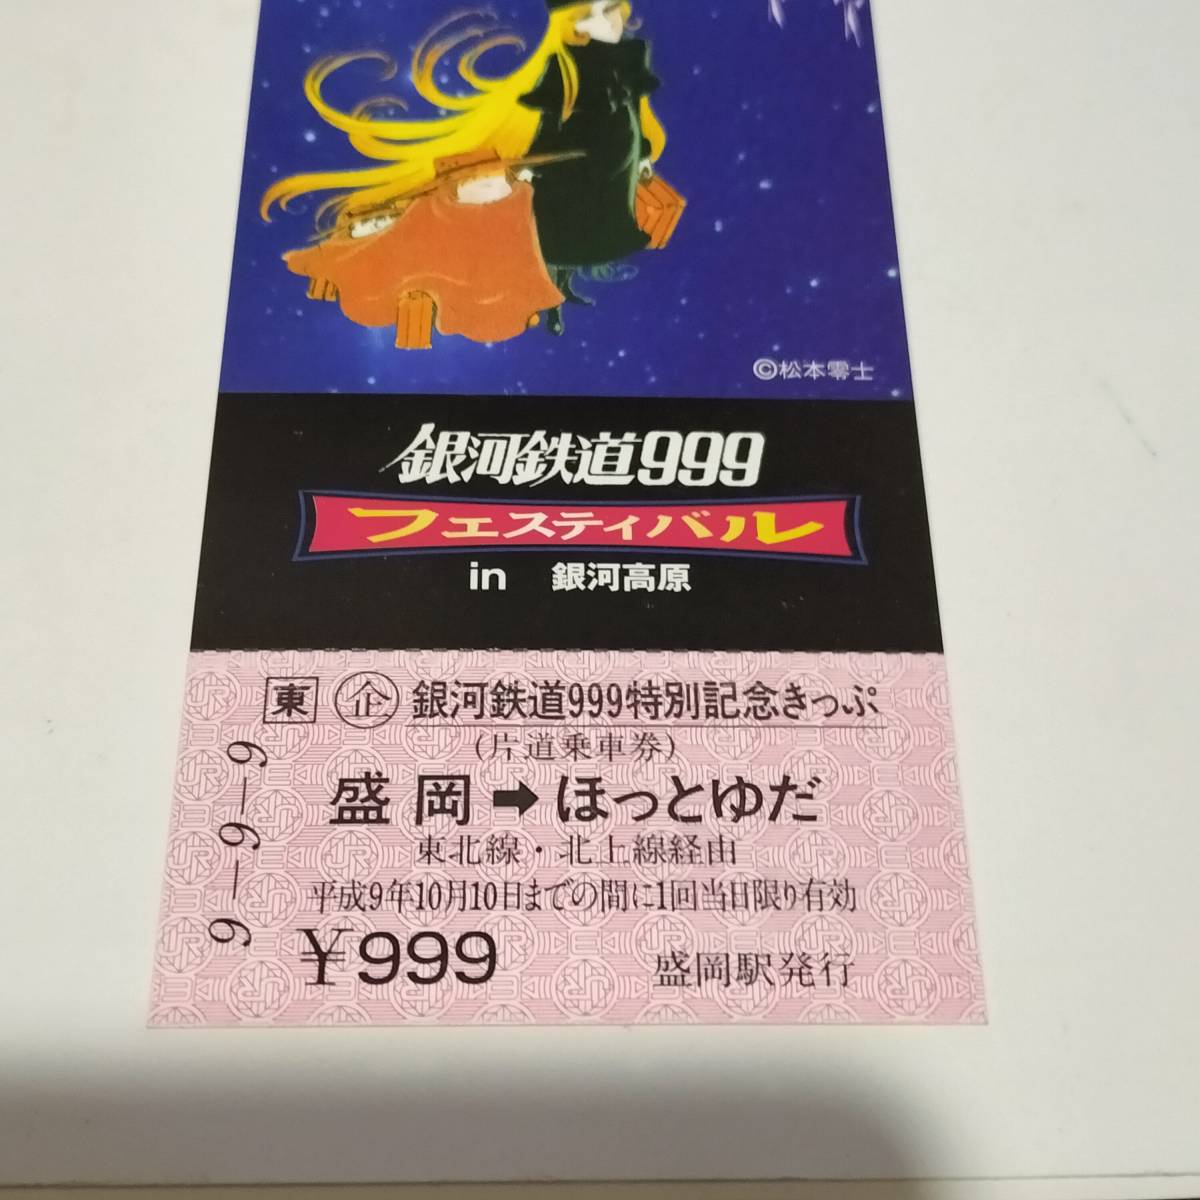 ©松本零士
銀河鉄道999
フェスティバル
in 銀河高原
東 企 銀河鉄道999特別記念きっぷ
(片道乗車券)
盛岡➡ほっとゆだ
東北線・北上線経由
平成9年10月10日までの間に1回当日限り有効
¥999 盛岡駅発行
9-9-9